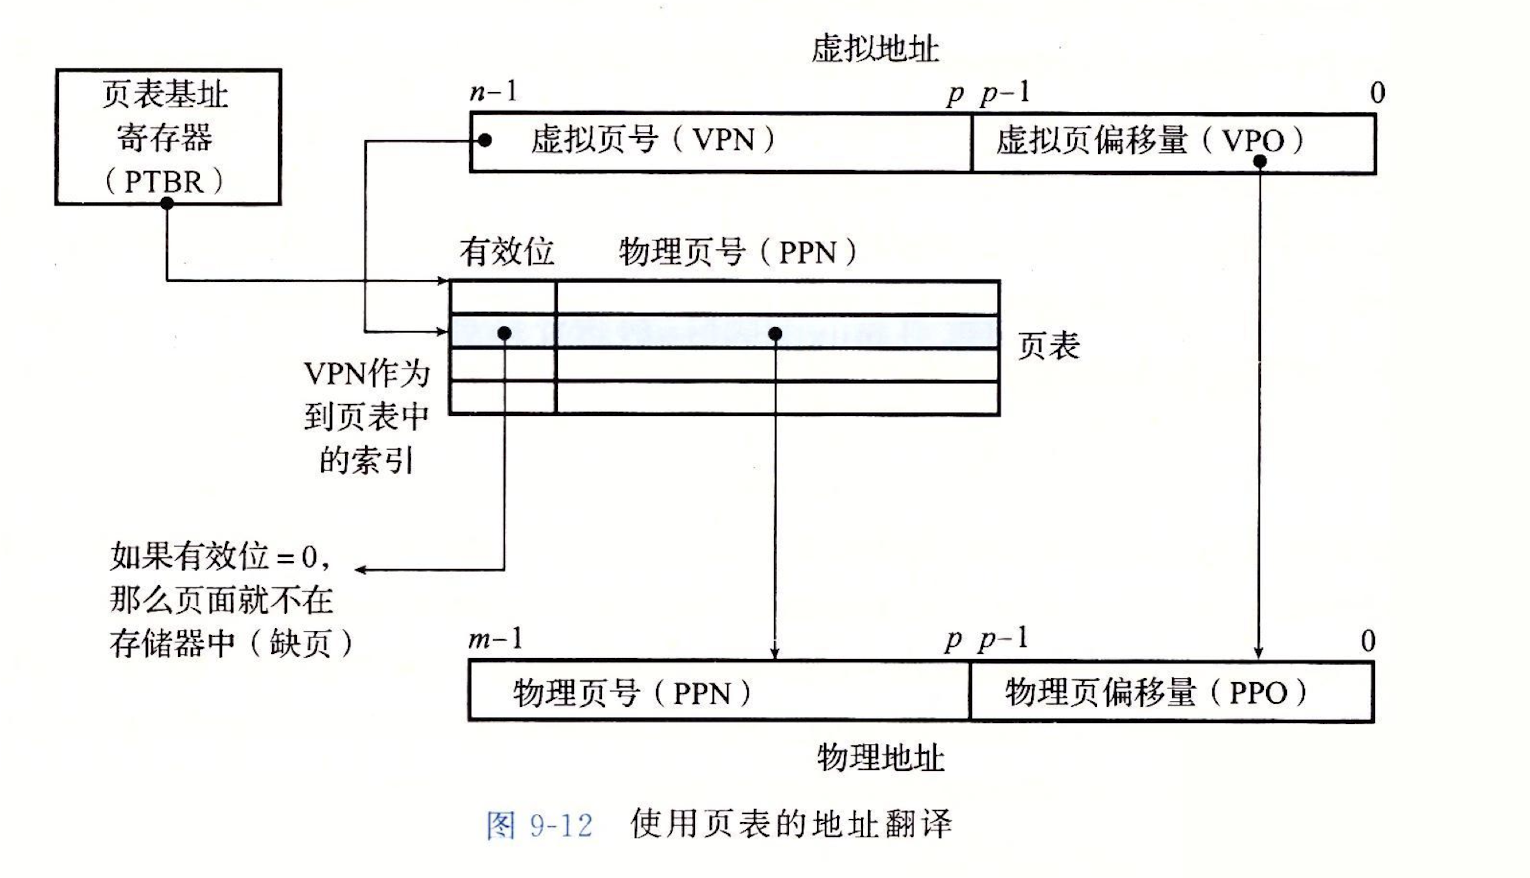 虚拟地址
页表基址
寄存器
（PTBR）
n-1
p p-1
0
虚拟页号（VPN）
虚拟页偏移量（VPO）
有效位
物理页号（PPN）
页表
VPN作为
到页表中
的索引
如果有效位=0，
那么页面就不在
存储器中（缺页）
m-1
p p-1
0
物理页号（PPN）
物理页偏移量（PPO）
物理地址
图 9-12 使用页表的地址翻译